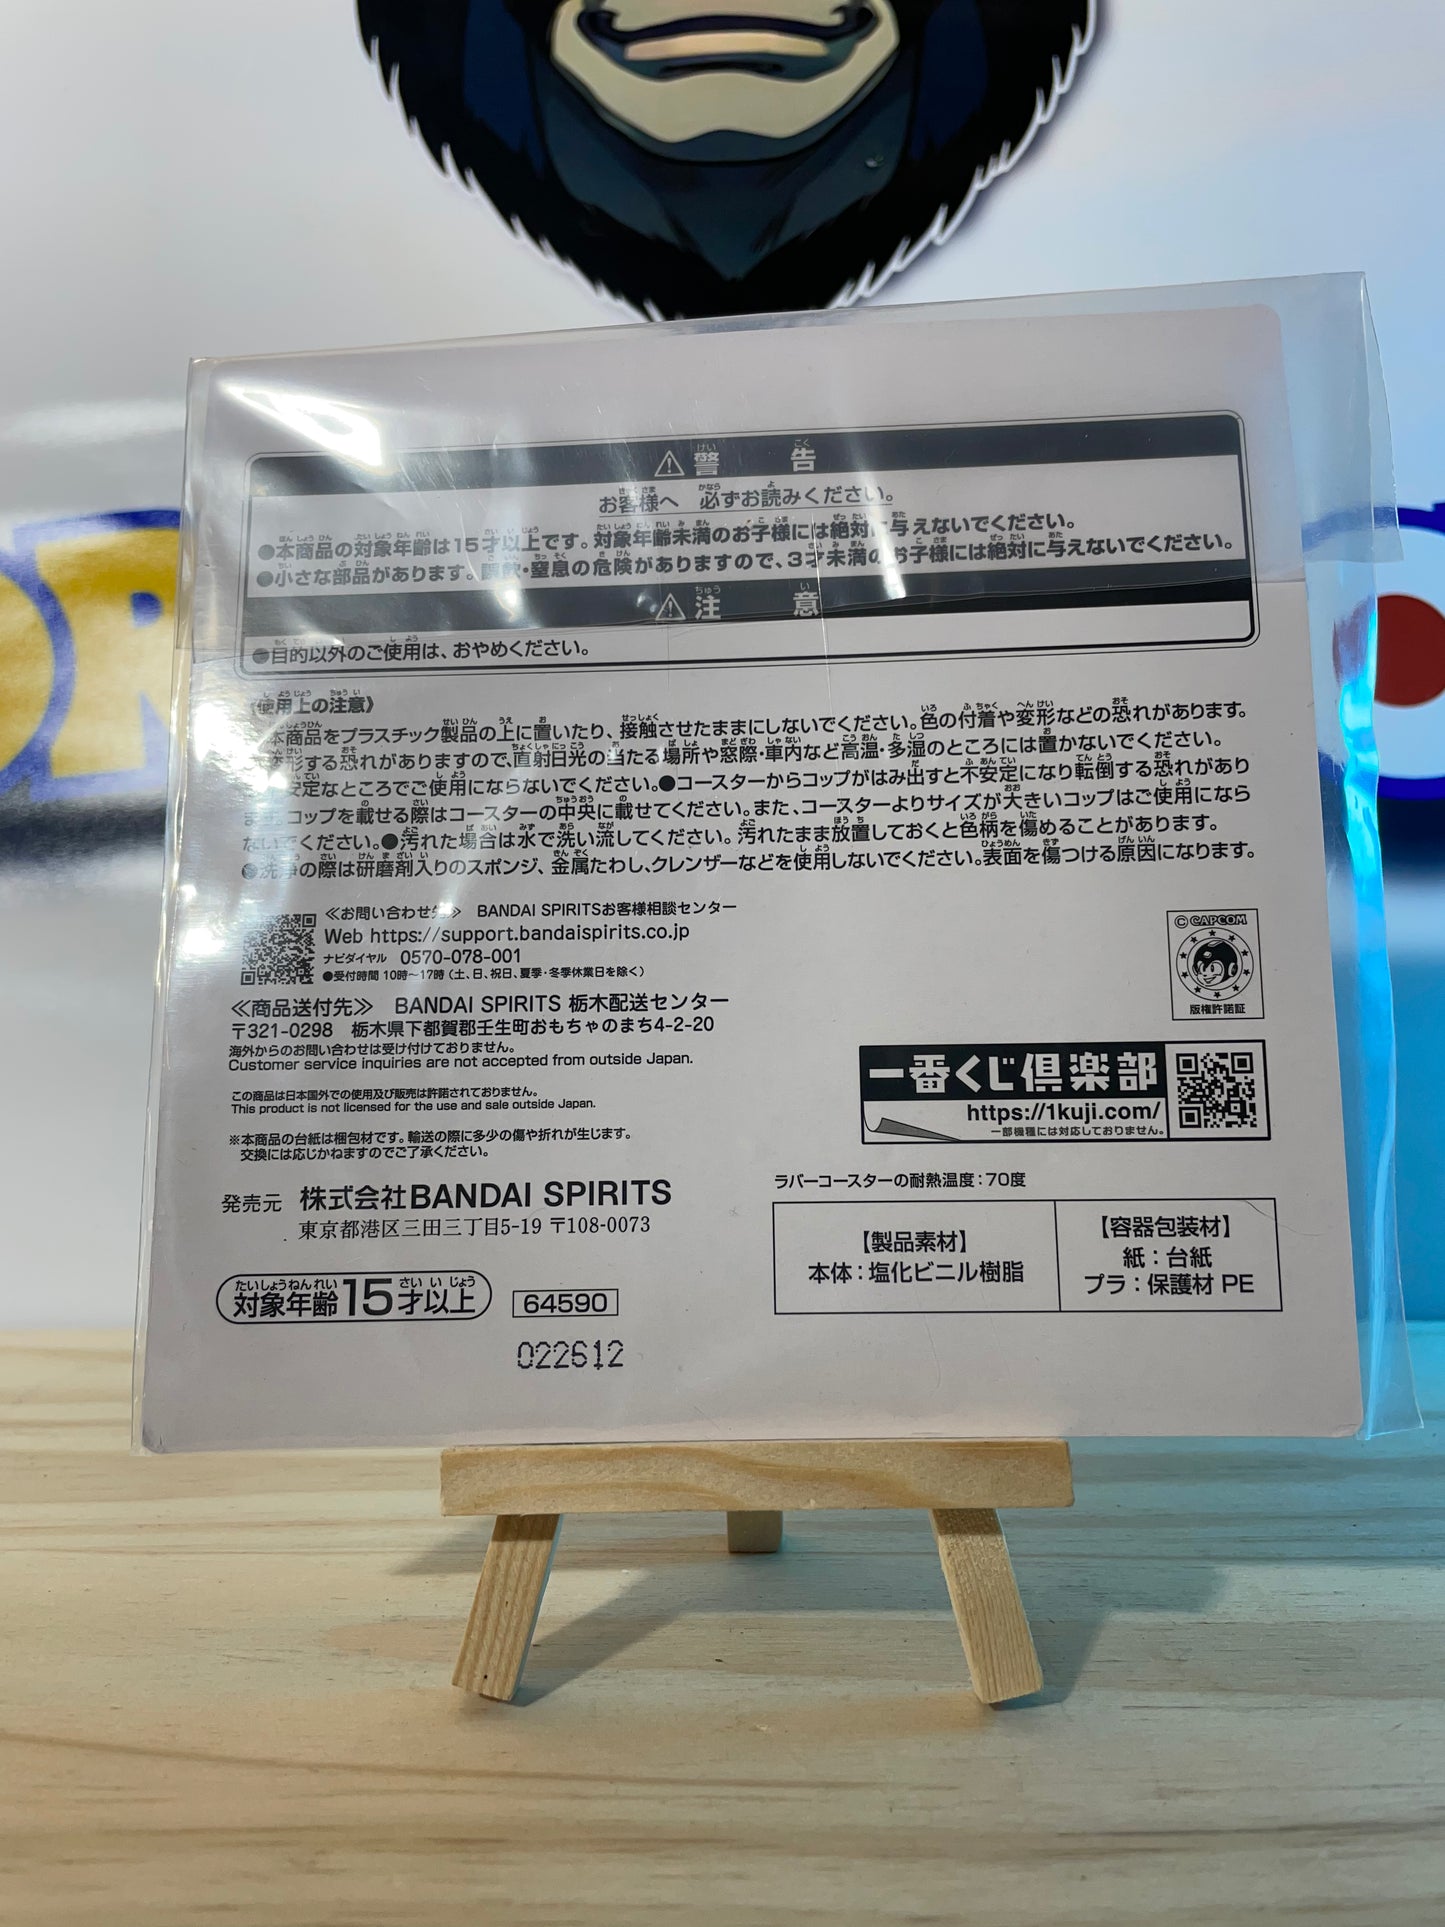 警告
お客様へ 必ずお読みください。
●本商品の対象年齢は15才以上です。対象年齢未満のお子様には絶対に与えないでください。
●小さな部品があります。誤飲・窒息の危険がありますので、3才未満のお子様には絶対に与えないでください。
注意
●目的以外のご使用は、おやめください。
《使用上の注意》
本商品をプラスチック製品の上に置いたり、接触させたままにしないでください。色の付着や変形などの恐れがあります。
変形する恐れがありますので、直射日光の当たる場所や窓際・車内など高温・多湿のところには置かないでください。
安定なところでご使用にならないでください。●コースターからコップがはみ出すと不安定になり転倒する恐れがあり
ます。コップを載せる際はコースターの中央に載せてください。また、コースターよりサイズが大きいコップはご使用になら
ないでください。●汚れた場合は水で洗い流してください。汚れたまま放置しておくと色柄を傷めることがあります。
●洗浄の際は研磨剤入りのスポンジ、金属たわし、クレンザーなどを使用しないでください。表面を傷つける原因になります。
≪お問い合わせ先≫ BANDAI SPIRITSお客様相談センター
Web https://support.bandaispirits.co.jp
ナビダイヤル 0570-078-001
●受付時間 10時〜17時（土、日、祝日、夏季・冬季休業日を除く）
≪商品送付先≫ BANDAI SPIRITS 栃木配送センター
〒321-0298 栃木県下都賀郡壬生町おもちゃのまち4-2-20
海外からのお問い合わせは受け付けておりません。
Customer service inquiries are not accepted from outside Japan.
この商品は日本国外での使用及び販売は許諾されておりません。
This product is not licensed for the use and sale outside Japan.
※本商品の台紙は梱包材です。輸送の際に多少の傷や折れが生じます。
交換には応じかねますのでご了承ください。
発売元 株式会社BANDAI SPIRITS
東京都港区三田三丁目5-19 〒108-0073
対象年齢15才以上
64590
022612
©CAPCOM
版権許諾証
一番くじ倶楽部
https://1kuji.com/
一部機種には対応しておりません。
ラバーコースターの耐熱温度：70度
【製品素材】
本体：塩化ビニル樹脂
【容器包装材】
紙：台紙
プラ：保護材 PE